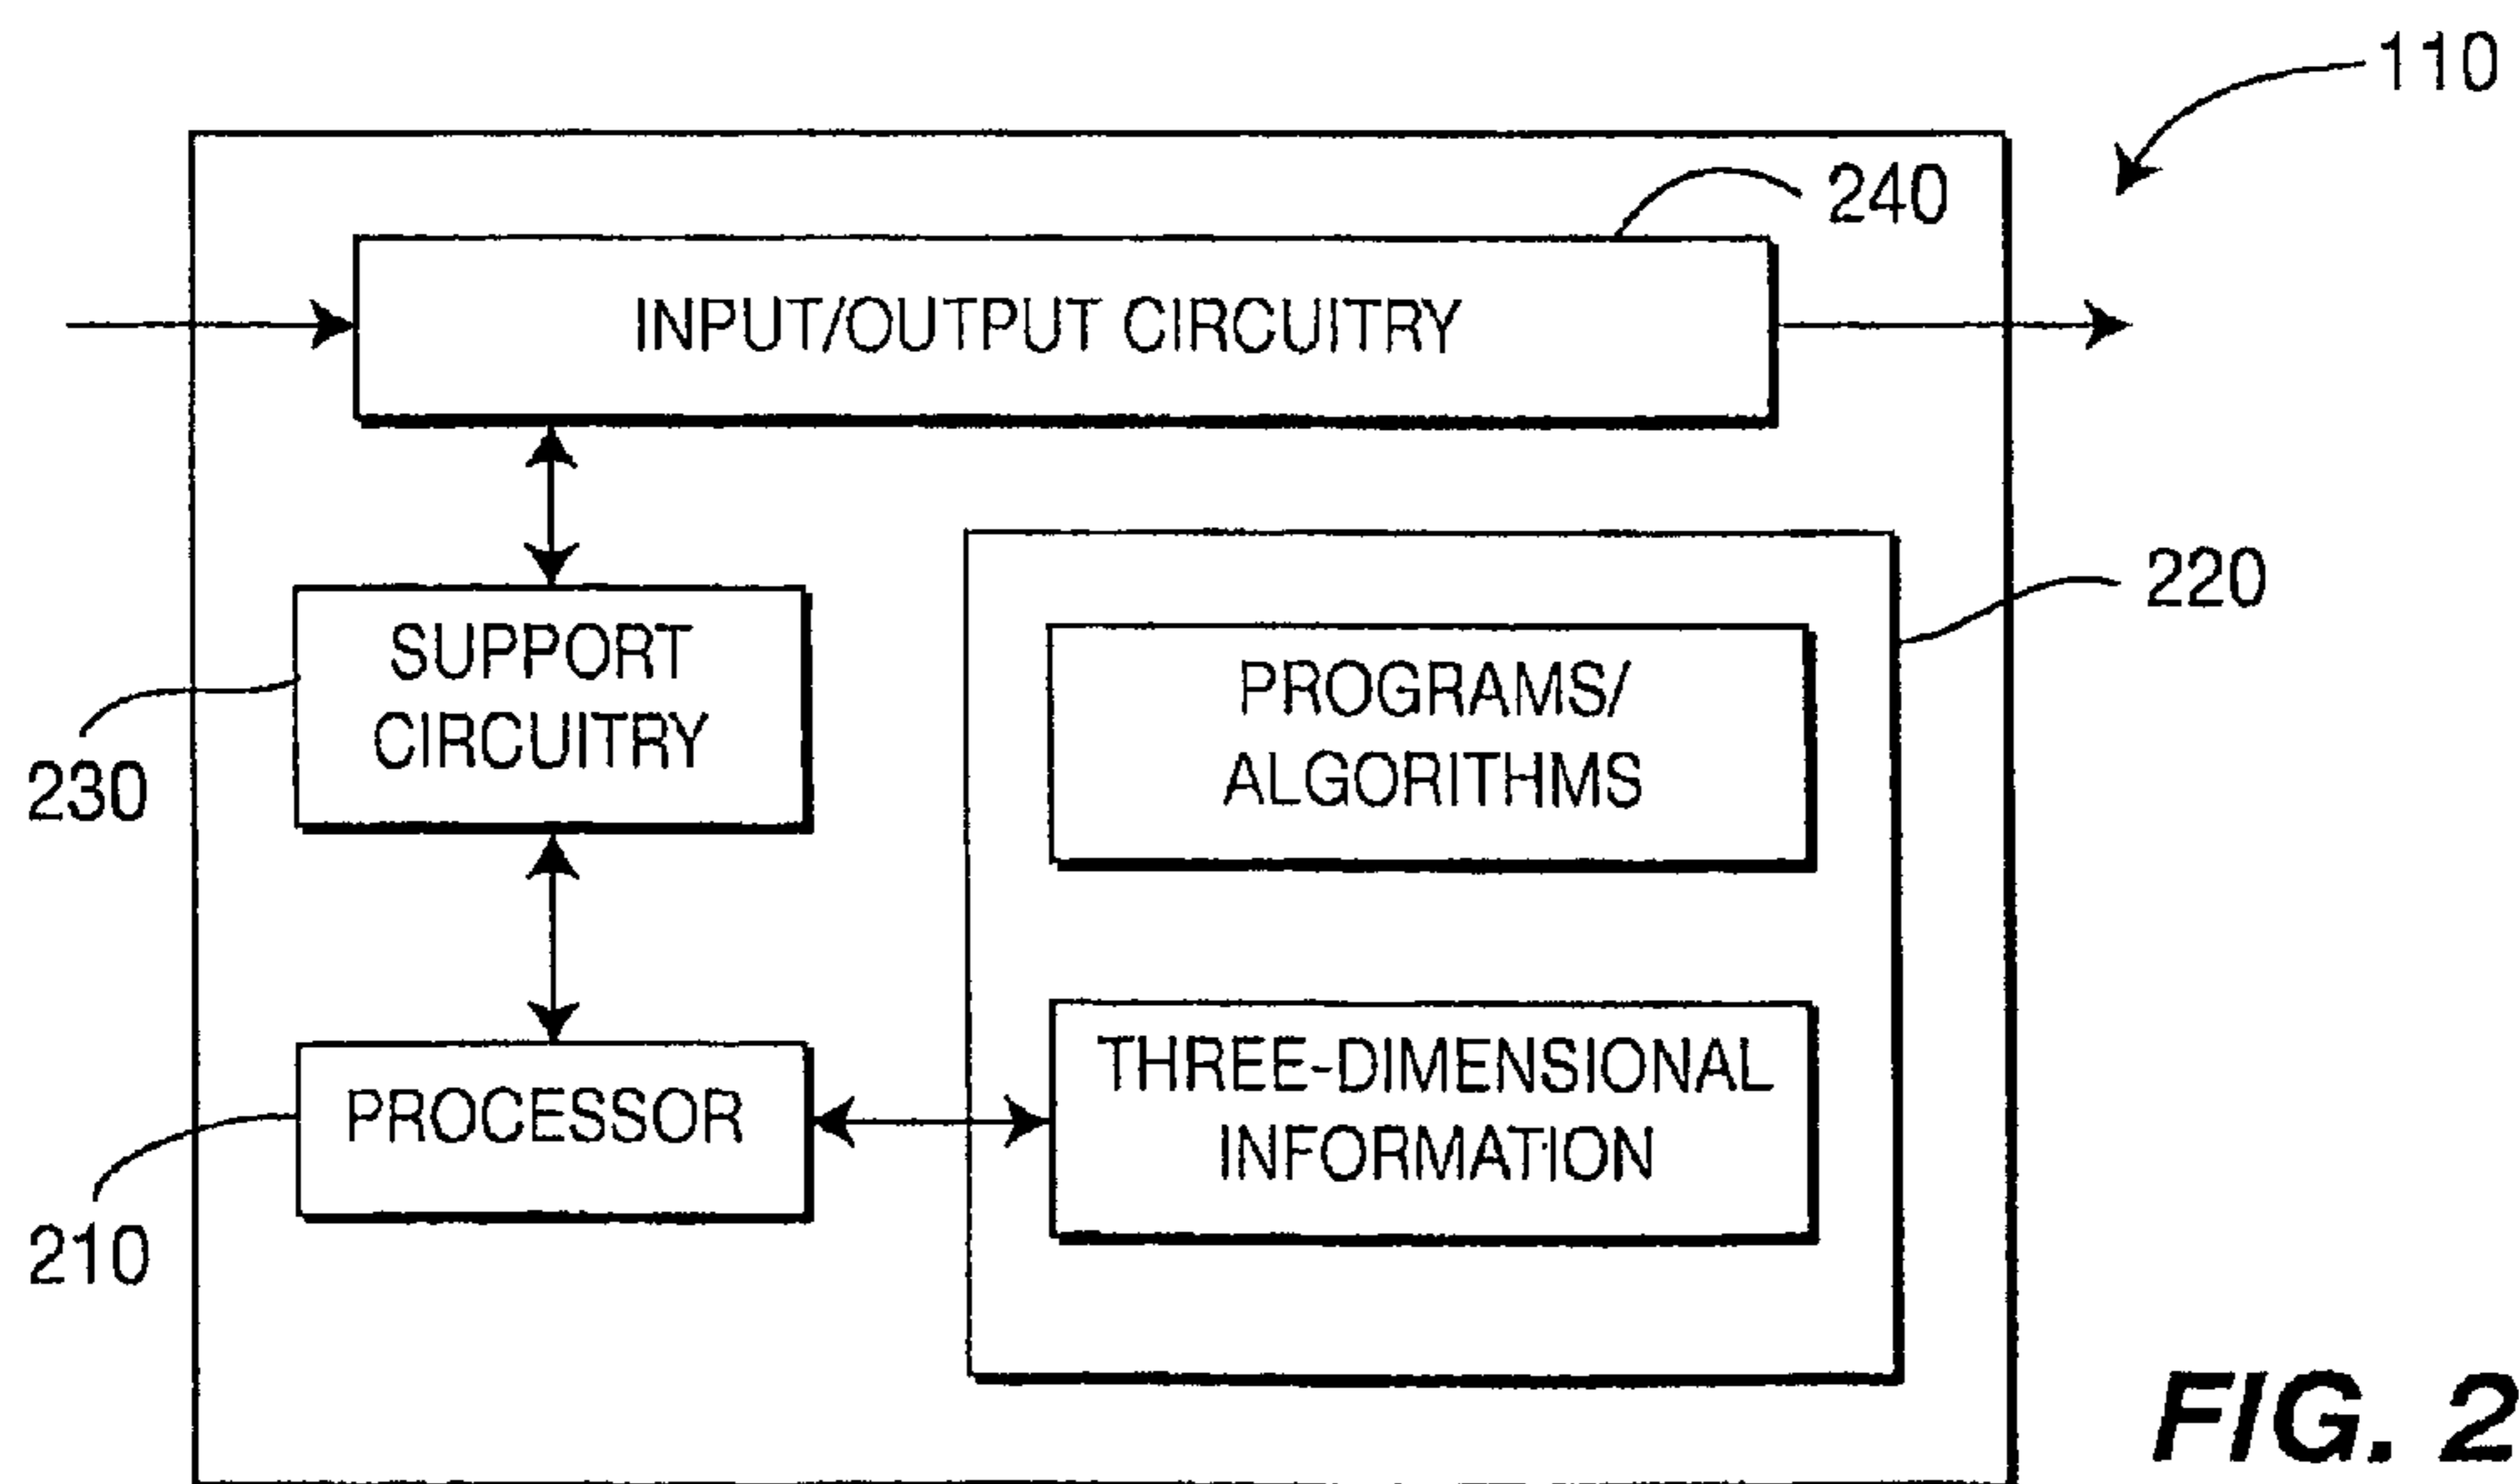 110
240
INPUT/OUTPUT CIRCUITRY
220
SUPPORT
CIRCUITRY
230
PROGRAMS/
ALGORITHMS
THREE-DIMENSIONAL
INFORMATION
PROCESSOR
210
FIG. 2